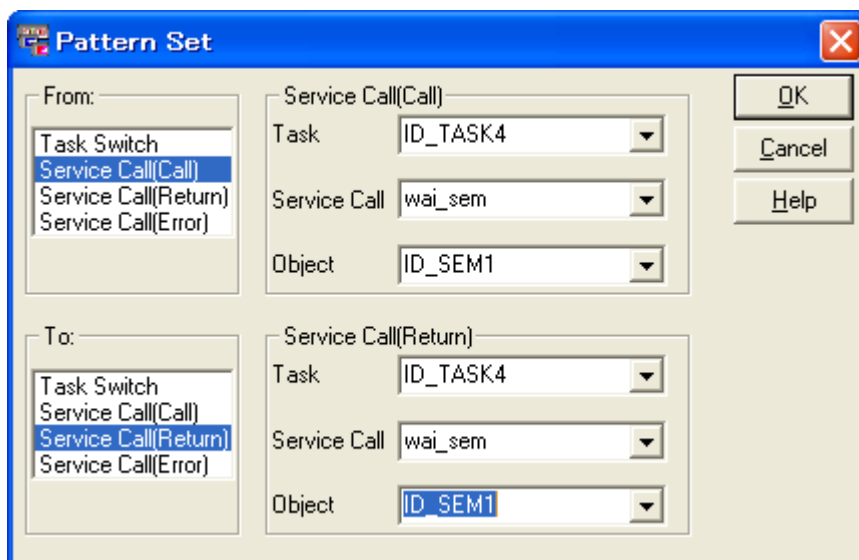 Pattern Set
From:
Task Switch
Service Call(Call)
Service Call(Return)
Service Call(Error)
Service Call(Call)
Task ID_TASK4
Service Call wai_sem
Object ID_SEM1
OK
Cancel
Help
To:
Task Switch
Service Call(Call)
Service Call(Return)
Service Call(Error)
Service Call(Return)
Task ID_TASK4
Service Call wai_sem
Object ID_SEM1